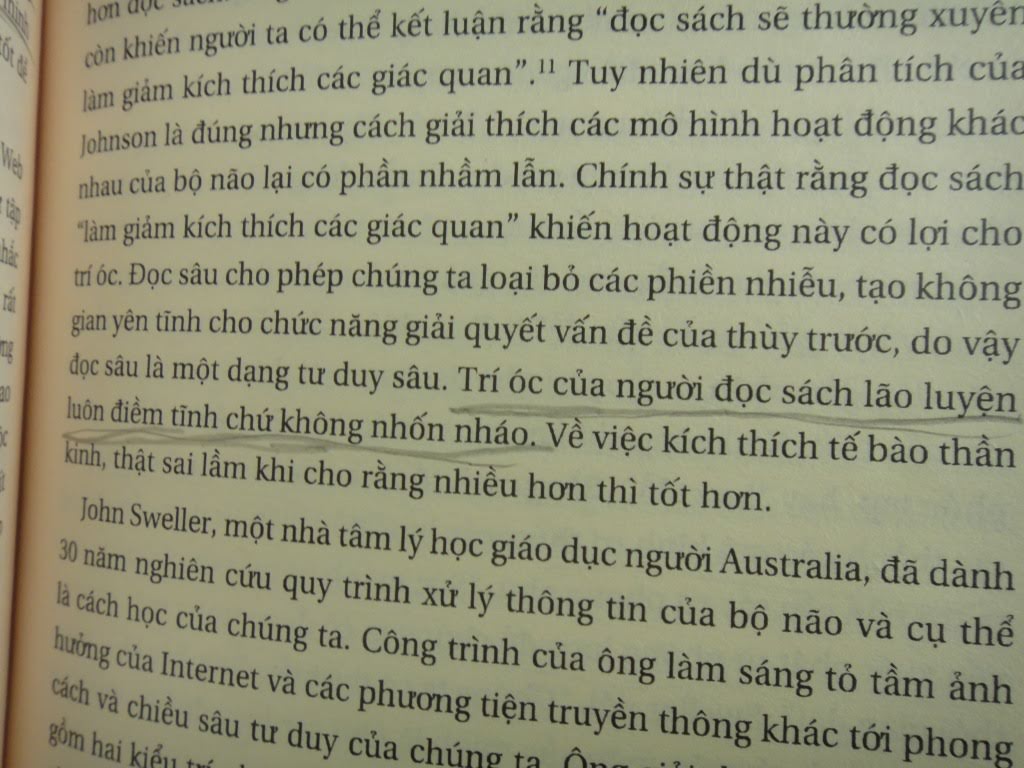 hơn đọc sách
còn khiến người ta có thể kết luận rằng “đọc sách sẽ thường xuyên
làm giảm kích thích các giác quan”.¹¹ Tuy nhiên dù phân tích của
Johnson là đúng nhưng cách giải thích các mô hình hoạt động khác
nhau của bộ não lại có phần nhầm lẫn. Chính sự thật rằng đọc sách
“làm giảm kích thích các giác quan” khiến hoạt động này có lợi cho
trí óc. Đọc sâu cho phép chúng ta loại bỏ các phiền nhiễu, tạo không
gian yên tĩnh cho chức năng giải quyết vấn đề của thùy trước, do vậy
đọc sâu là một dạng tư duy sâu. Trí óc của người đọc sách lão luyện
luôn điềm tĩnh chứ không nhốn nháo. Về việc kích thích tế bào thần
kinh, thật sai lầm khi cho rằng nhiều hơn thì tốt hơn.
John Sweller, một nhà tâm lý học giáo dục người Australia, đã dành
30 năm nghiên cứu quy trình xử lý thông tin của bộ não và cụ thể
là cách học của chúng ta. Công trình của ông làm sáng tỏ tầm ảnh
hưởng của Internet và các phương tiện truyền thông khác tới phong
cách và chiều sâu tư duy của chúng ta. Ông
gồm hai kiểu